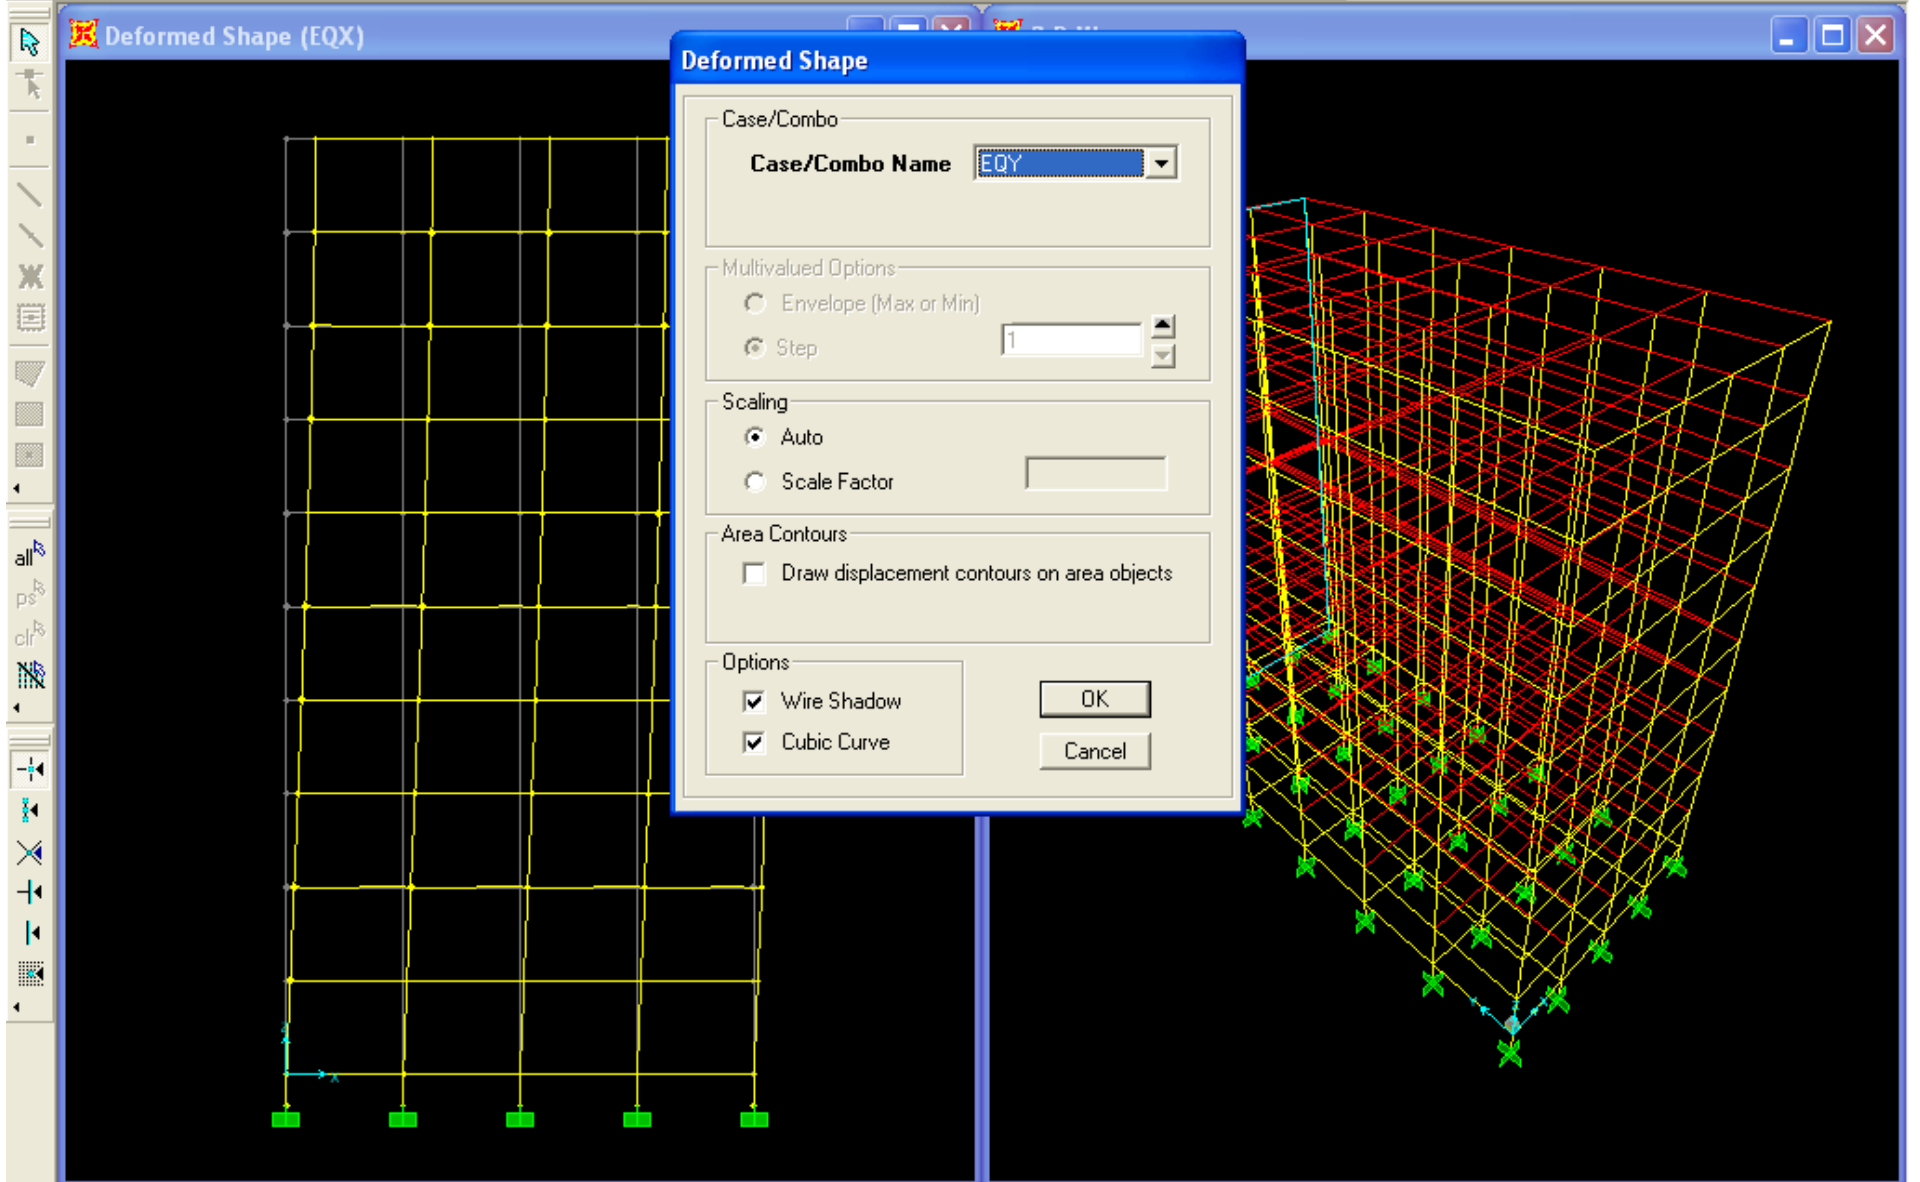 Deformed Shape (EQX)
Deformed Shape
Case/Combo
Case/Combo Name
EQY
Multivalued Options
Envelope (Max or Min)
Step
1
Scaling
Auto
Scale Factor
Area Contours
Draw displacement contours on area objects
Options
Wire Shadow
Cubic Curve
OK
Cancel
all
ps
clr
X